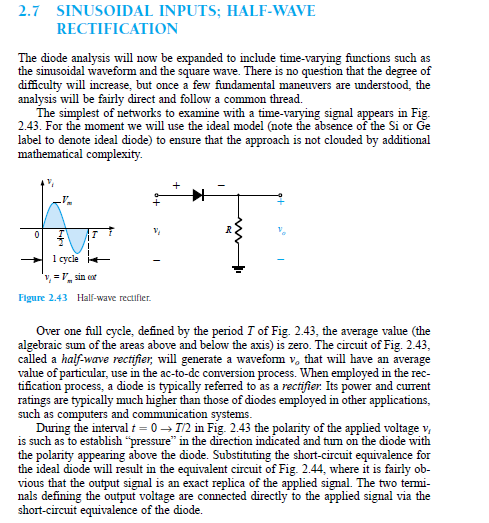 2.7 SINUSOIDAL INPUTS; HALF-WAVE
RECTIFICATION
The diode analysis will now be expanded to include time-varying functions such as
the sinusoidal waveform and the square wave. There is no question that the degree of
difficulty will increase, but once a few fundamental maneuvers are understood, the
analysis will be fairly direct and follow a common thread.
The simplest of networks to examine with a time-varying signal appears in Fig.
2.43. For the moment we will use the ideal model (note the absence of the Si or Ge
label to denote ideal diode) to ensure that the approach is not clouded by additional
mathematical complexity.
vi
Vm
0 T/2 T t
1 cycle
vi = Vm sin ωt
+ −
+
vi
−
R
+
vo
−
Figure 2.43 Half-wave rectifier.
Over one full cycle, defined by the period T of Fig. 2.43, the average value (the
algebraic sum of the areas above and below the axis) is zero. The circuit of Fig. 2.43,
called a half-wave rectifier, will generate a waveform vo that will have an average
value of particular, use in the ac-to-dc conversion process. When employed in the rec-
tification process, a diode is typically referred to as a rectifier. Its power and current
ratings are typically much higher than those of diodes employed in other applications,
such as computers and communication systems.
During the interval t = 0 → T/2 in Fig. 2.43 the polarity of the applied voltage vi
is such as to establish “pressure” in the direction indicated and turn on the diode with
the polarity appearing above the diode. Substituting the short-circuit equivalence for
the ideal diode will result in the equivalent circuit of Fig. 2.44, where it is fairly ob-
vious that the output signal is an exact replica of the applied signal. The two termi-
nals defining the output voltage are connected directly to the applied signal via the
short-circuit equivalence of the diode.